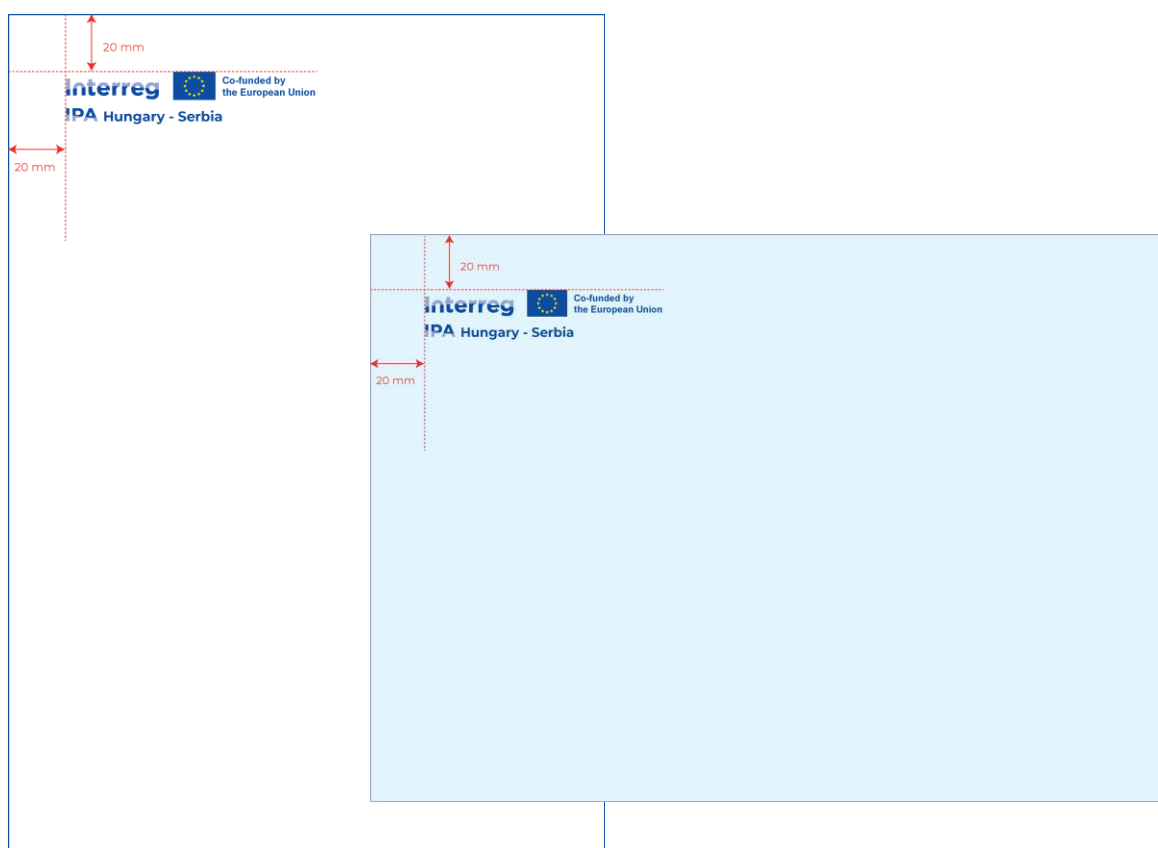 20 mm
Interreg Co-funded by
the European Union
IPA Hungary - Serbia
20 mm
20 mm
Interreg Co-funded by
the European Union
IPA Hungary - Serbia
20 mm